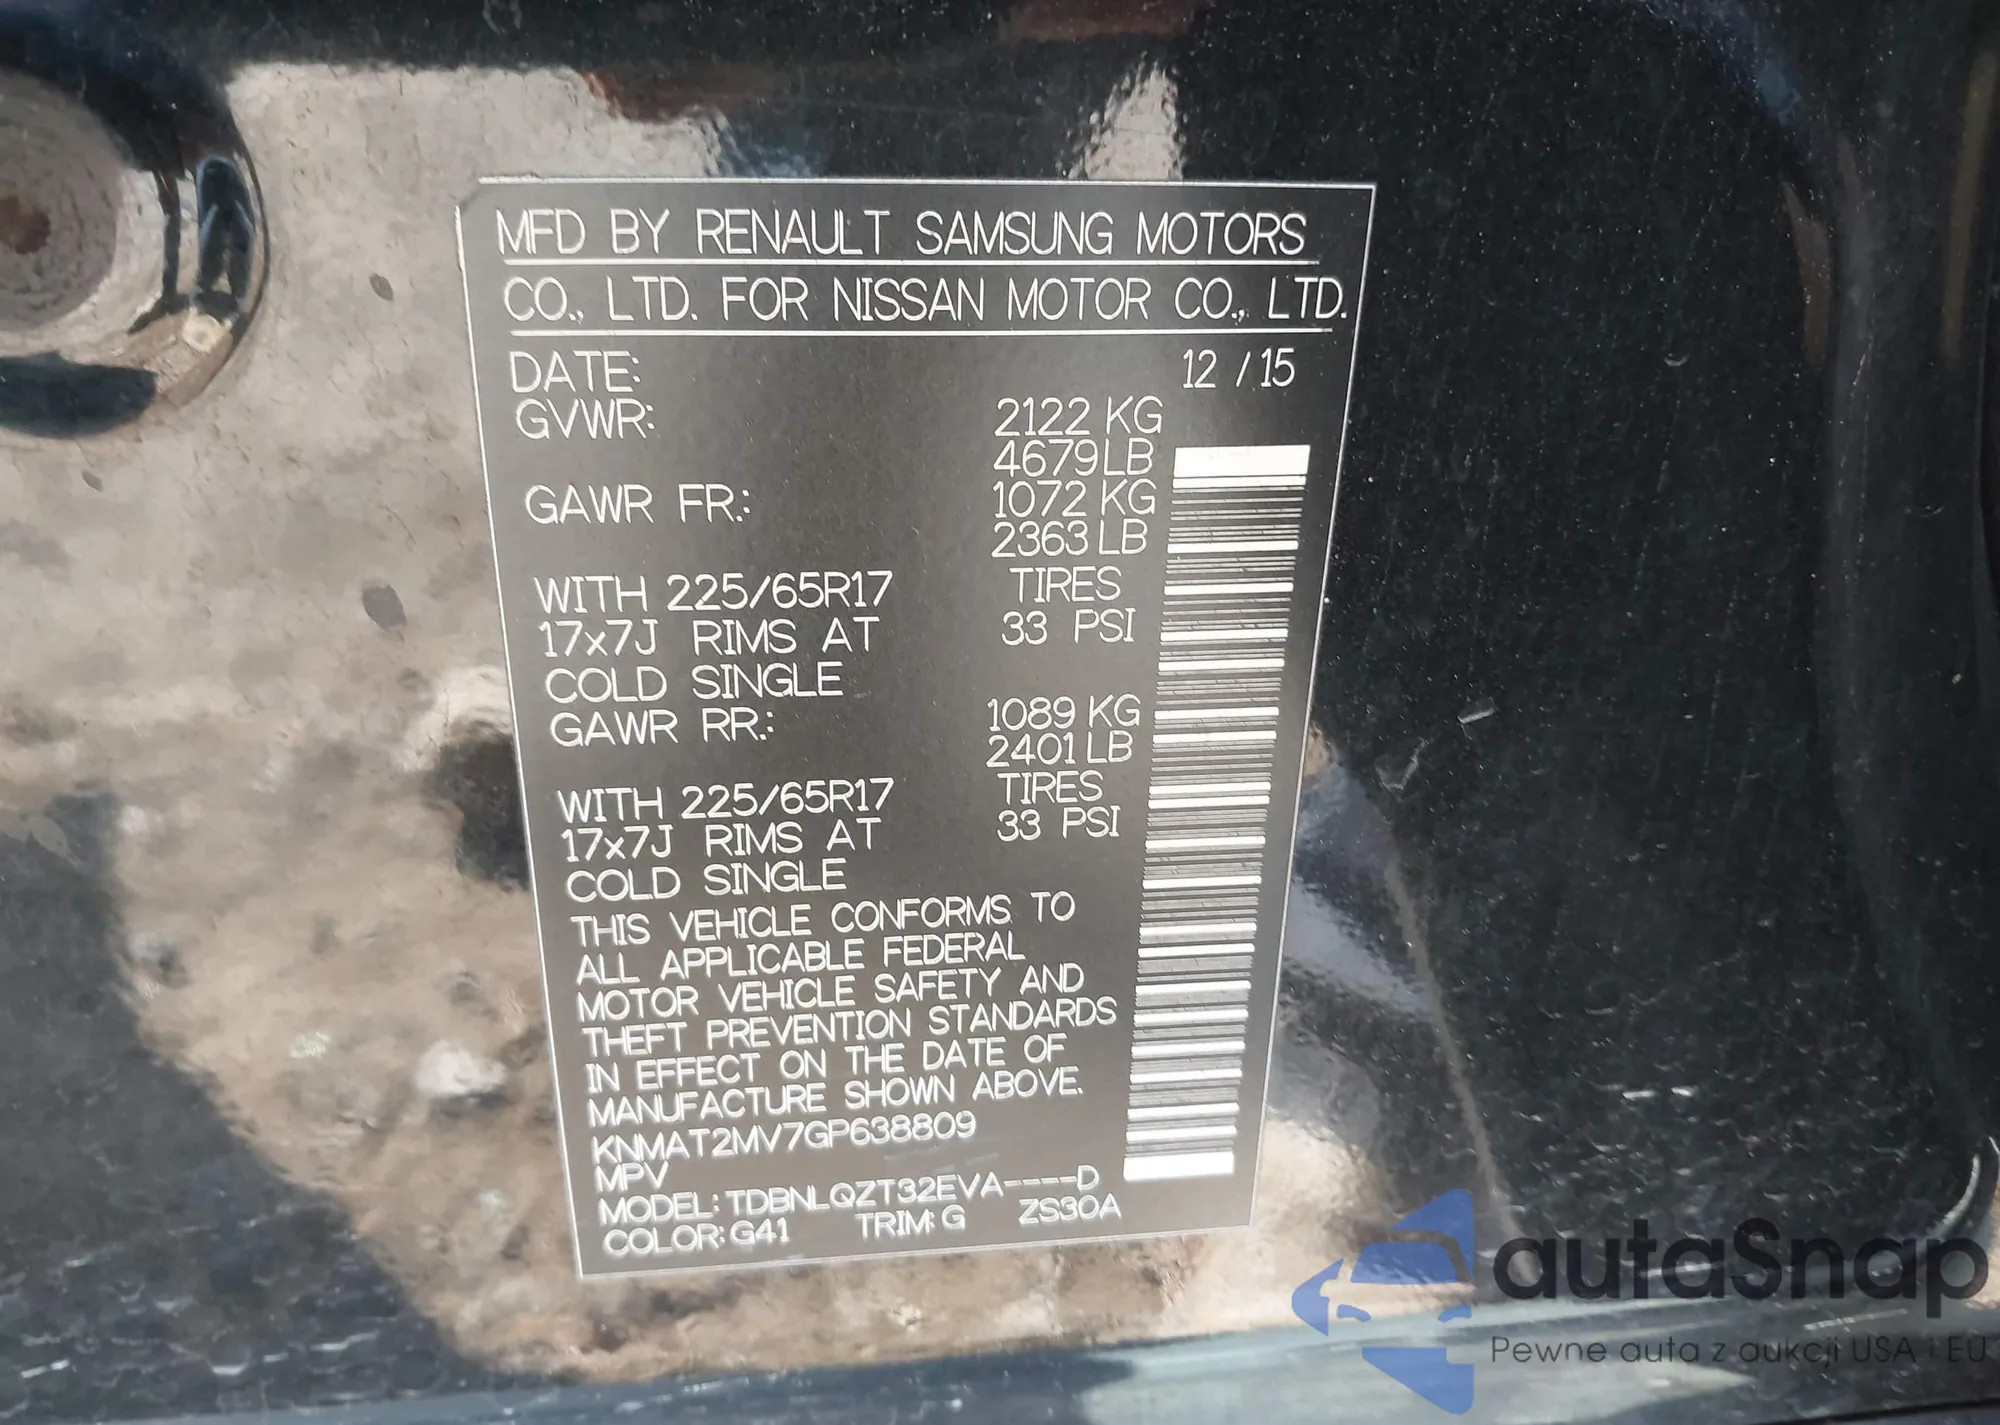 MFD BY RENAULT SAMSUNG MOTORS
CO., LTD. FOR NISSAN MOTOR CO., LTD.
DATE: 12 / 15
GVWR: 2122 KG
4679 LB
GAWR FR.: 1072 KG
2363 LB
WITH 225/65R17 TIRES
17x7J RIMS AT 33 PSI
COLD SINGLE
GAWR RR.: 1089 KG
2401 LB
WITH 225/65R17 TIRES
17x7J RIMS AT 33 PSI
COLD SINGLE
THIS VEHICLE CONFORMS TO
ALL APPLICABLE FEDERAL
MOTOR VEHICLE SAFETY AND
THEFT PREVENTION STANDARDS
IN EFFECT ON THE DATE OF
MANUFACTURE SHOWN ABOVE.
KNMAT2MV7GP638809
MPV
MODEL: TDBNLQZT32EVA----D
COLOR: G41 TRIM: G ZS30A
autaSnap
Pewne auta z aukcji USA i EU